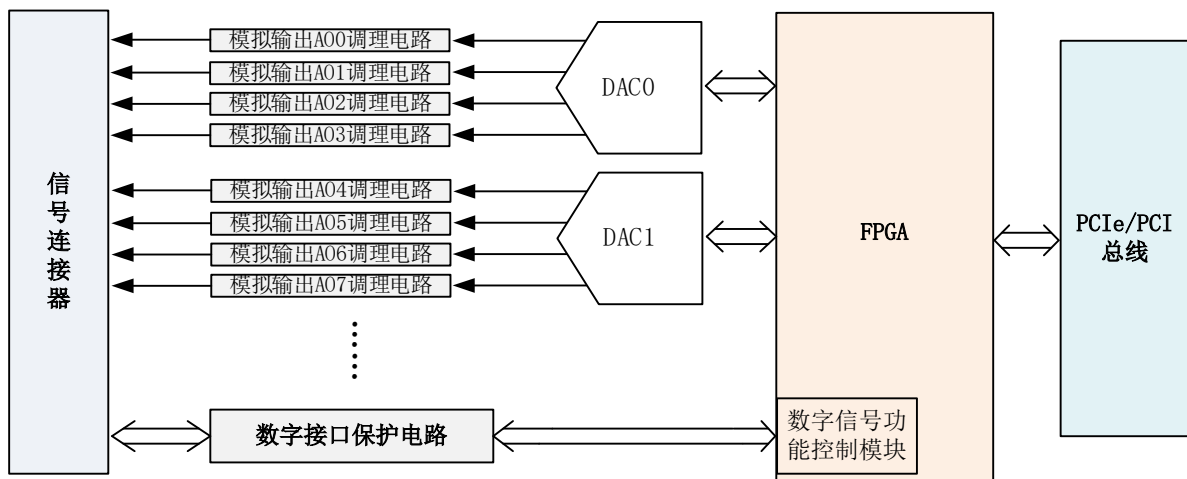 信号连接器
模拟输出AO0调理电路
模拟输出AO1调理电路
模拟输出AO2调理电路
模拟输出AO3调理电路
DAC0
模拟输出AO4调理电路
模拟输出AO5调理电路
模拟输出AO6调理电路
模拟输出AO7调理电路
DAC1
FPGA
PCIe/PCI
总线
数字接口保护电路
数字信号功
能控制模块